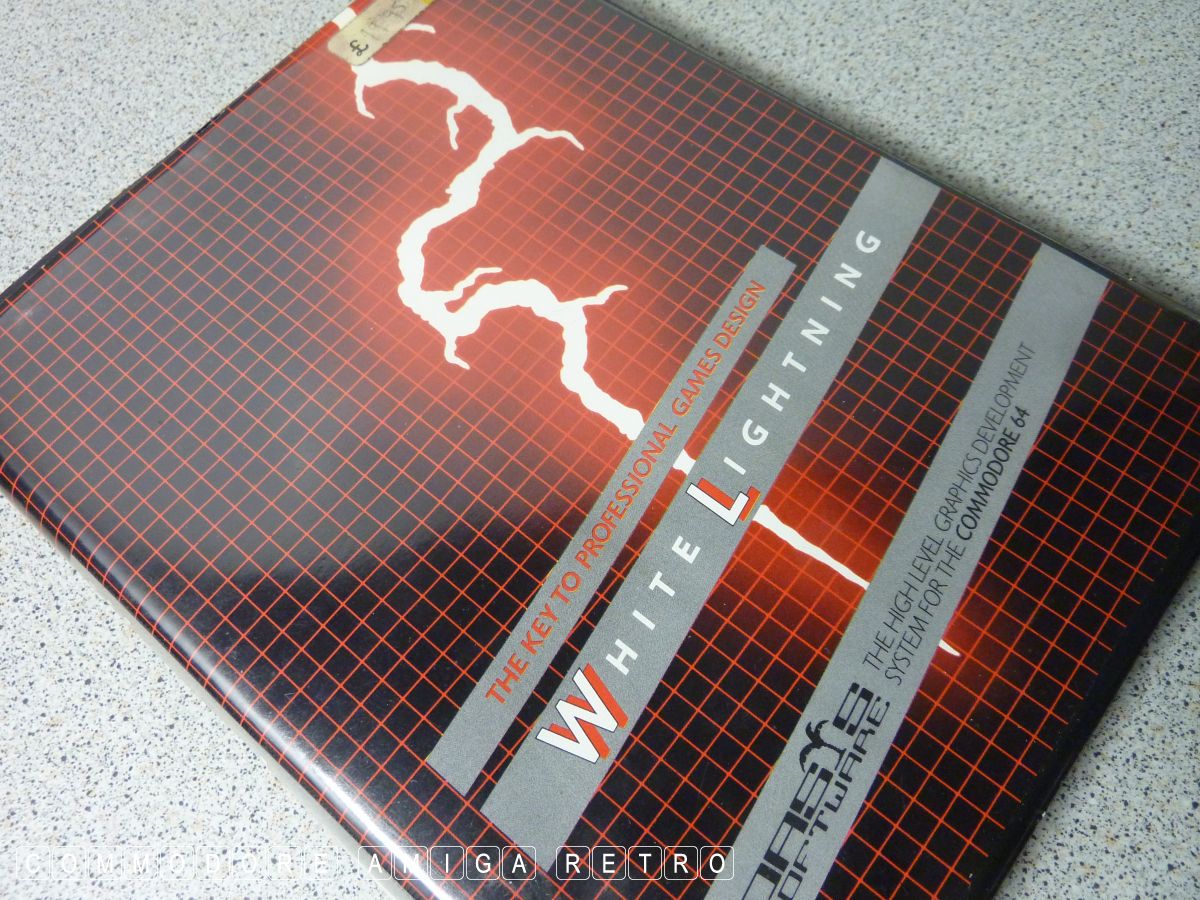 £
THE KEY TO PROFESSIONAL GAMES DESIGN
WHITE LIGHTNING
OASIS
SOFTWARE
THE HIGH LEVEL GRAPHICS DEVELOPMENT
SYSTEM FOR THE COMMODORE 64
COMMODORE AMIGA RETRO